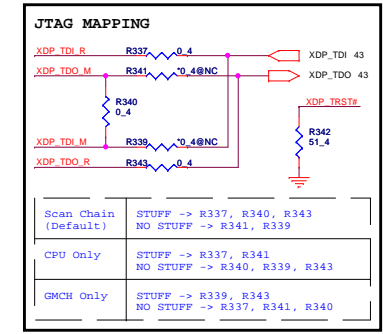 JTAG MAPPING
XDP_TDI_R R337 0_4 XDP_TDI 43
XDP_TDO_M R341 *0_4@NC XDP_TDO 43
XDP_TRST#
R340
0_4
R342
51_4
XDP_TDI_M R339 *0_4@NC
XDP_TDO_R R343 0_4
Scan Chain STUFF -> R337, R340, R343
(Default) NO STUFF -> R341, R339
CPU Only STUFF -> R337, R341
NO STUFF -> R340, R339, R343
GMCH Only STUFF -> R339, R343
NO STUFF -> R337, R341, R340